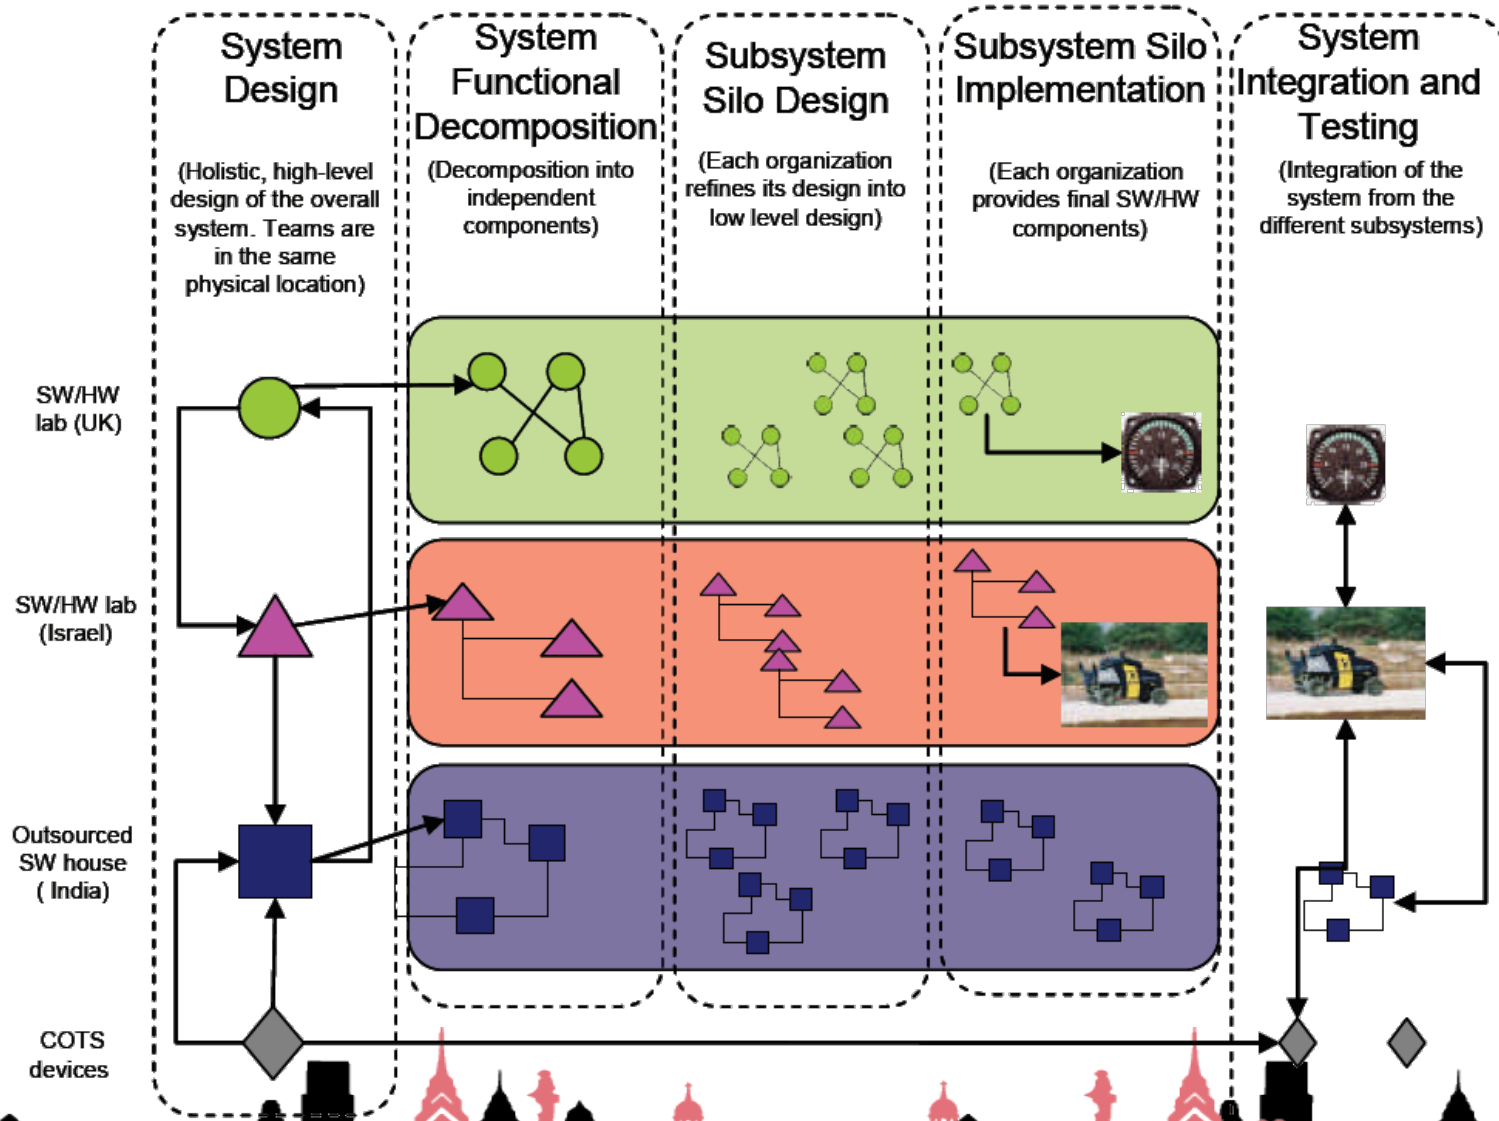 System
Design
(Holistic, high-level
design of the overall
system. Teams are
in the same
physical location)
System
Functional
Decomposition
(Decomposition into
independent
components)
Subsystem
Silo Design
(Each organization
refines its design into
low level design)
Subsystem Silo
Implementation
(Each organization
provides final SW/HW
components)
System
Integration and
Testing
(Integration of the
system from the
different subsystems)
SW/HW
lab (UK)
SW/HW lab
(Israel)
Outsourced
SW house
( India)
COTS
devices